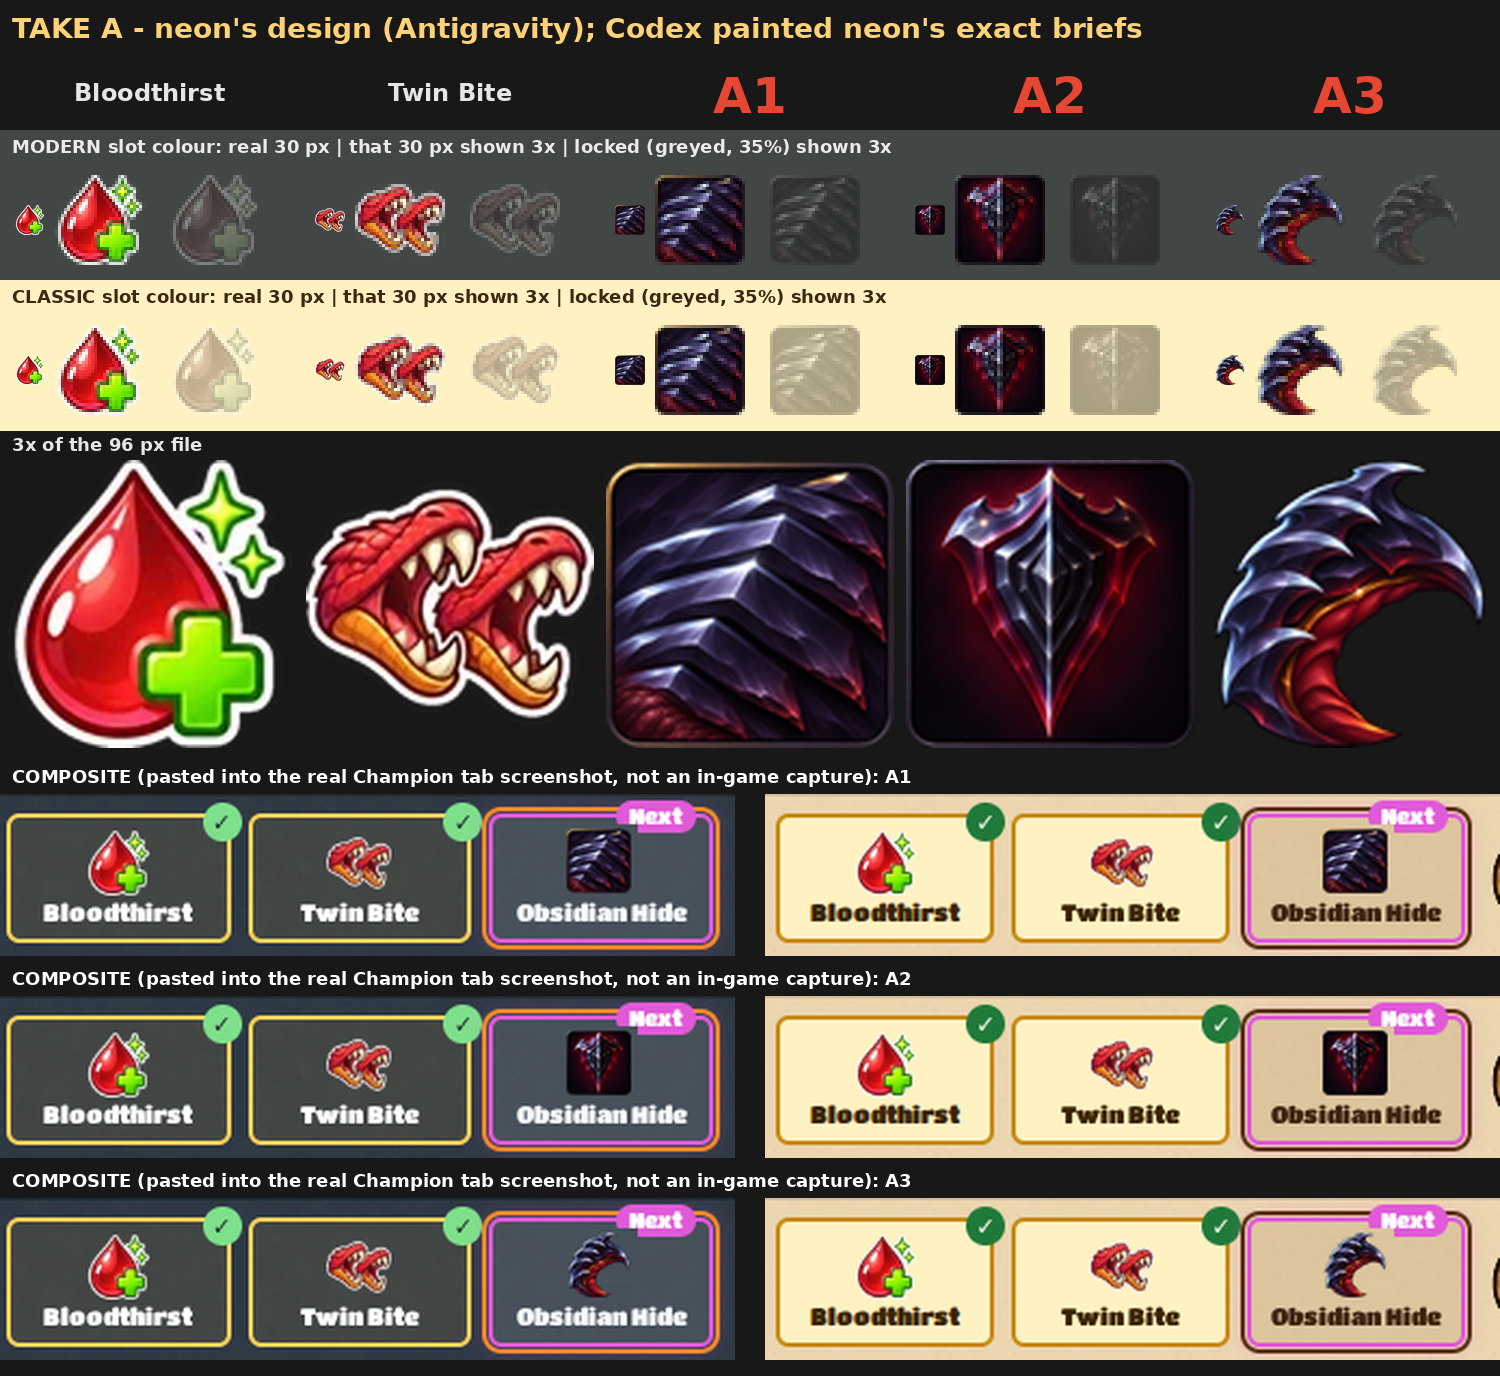 TAKE A - neon's design (Antigravity); Codex painted neon's exact briefs
Bloodthirst Twin Bite A1 A2 A3
MODERN slot colour: real 30 px | that 30 px shown 3x | locked (greyed, 35%) shown 3x
CLASSIC slot colour: real 30 px | that 30 px shown 3x | locked (greyed, 35%) shown 3x
3x of the 96 px file
COMPOSITE (pasted into the real Champion tab screenshot, not an in-game capture): A1
Next Next
Bloodthirst Twin Bite Obsidian Hide Bloodthirst Twin Bite Obsidian Hide
COMPOSITE (pasted into the real Champion tab screenshot, not an in-game capture): A2
Next Next
Bloodthirst Twin Bite Obsidian Hide Bloodthirst Twin Bite Obsidian Hide
COMPOSITE (pasted into the real Champion tab screenshot, not an in-game capture): A3
Next Next
Bloodthirst Twin Bite Obsidian Hide Bloodthirst Twin Bite Obsidian Hide